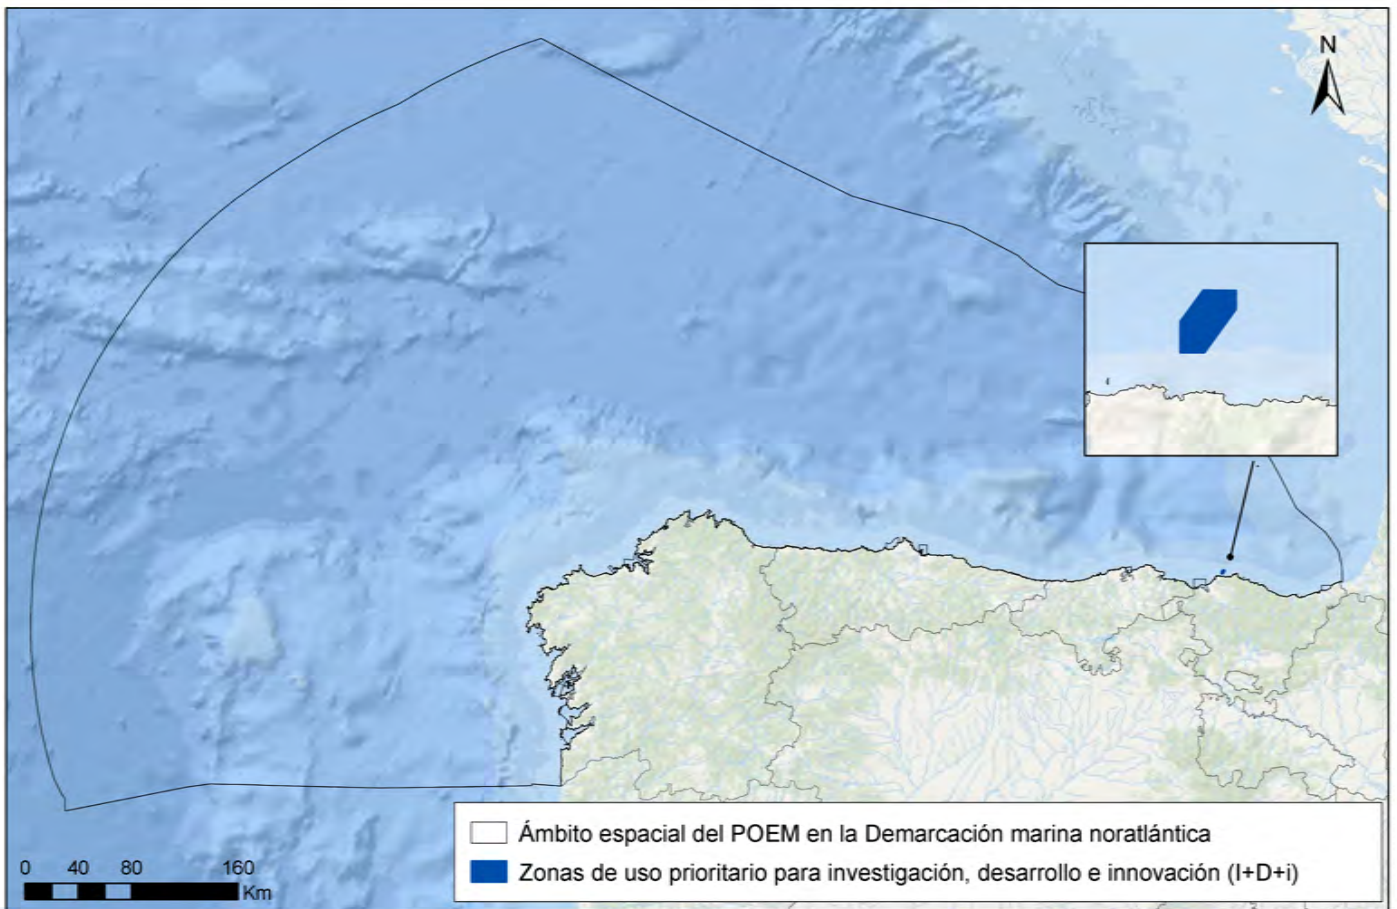 N
Ámbito espacial del POEM en la Demarcación marina noratlántica
Zonas de uso prioritario para investigación, desarrollo e innovación (I+D+i)
0 40 80 160
Km